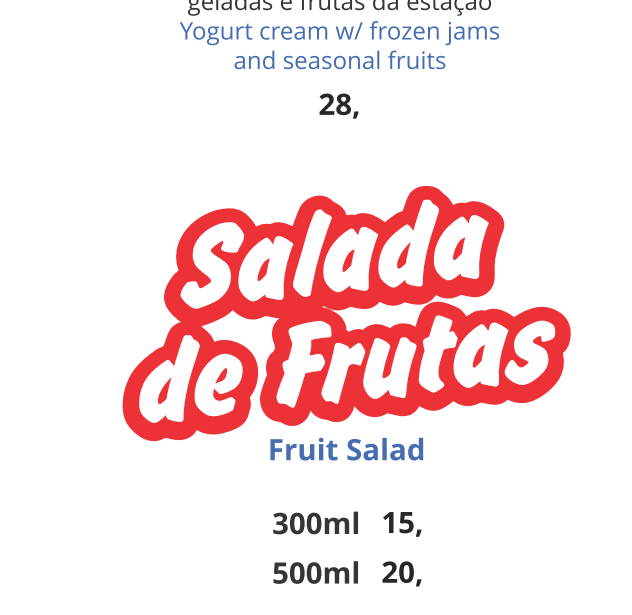 geladas e frutas da estação
Yogurt cream w/ frozen jams
and seasonal fruits
28,
Salada
de Frutas
Fruit Salad
300ml 15,
500ml 20,